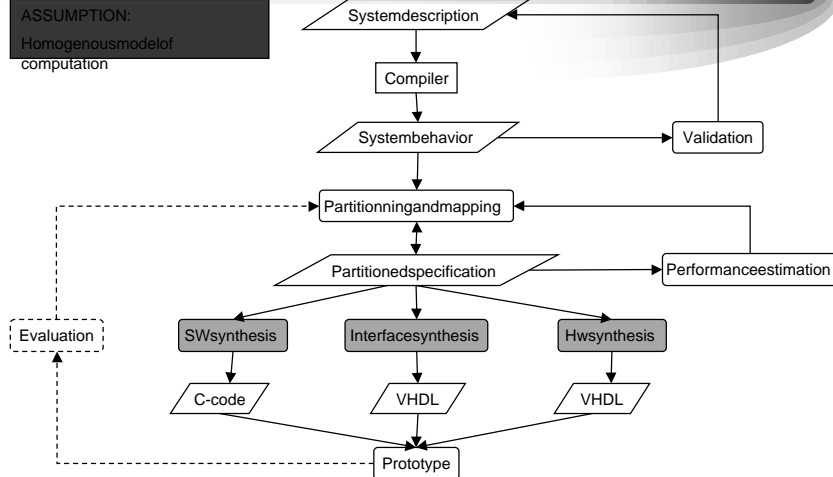 ASSUMPTION:
Homogenousmodelof
computation
Systemdescription
Compiler
Systembehavior
Validation
Partitionningandmapping
Partitionedspecification
Performanceestimation
Evaluation
SWsynthesis
Interfacesynthesis
Hwsynthesis
C-code
VHDL
VHDL
Prototype